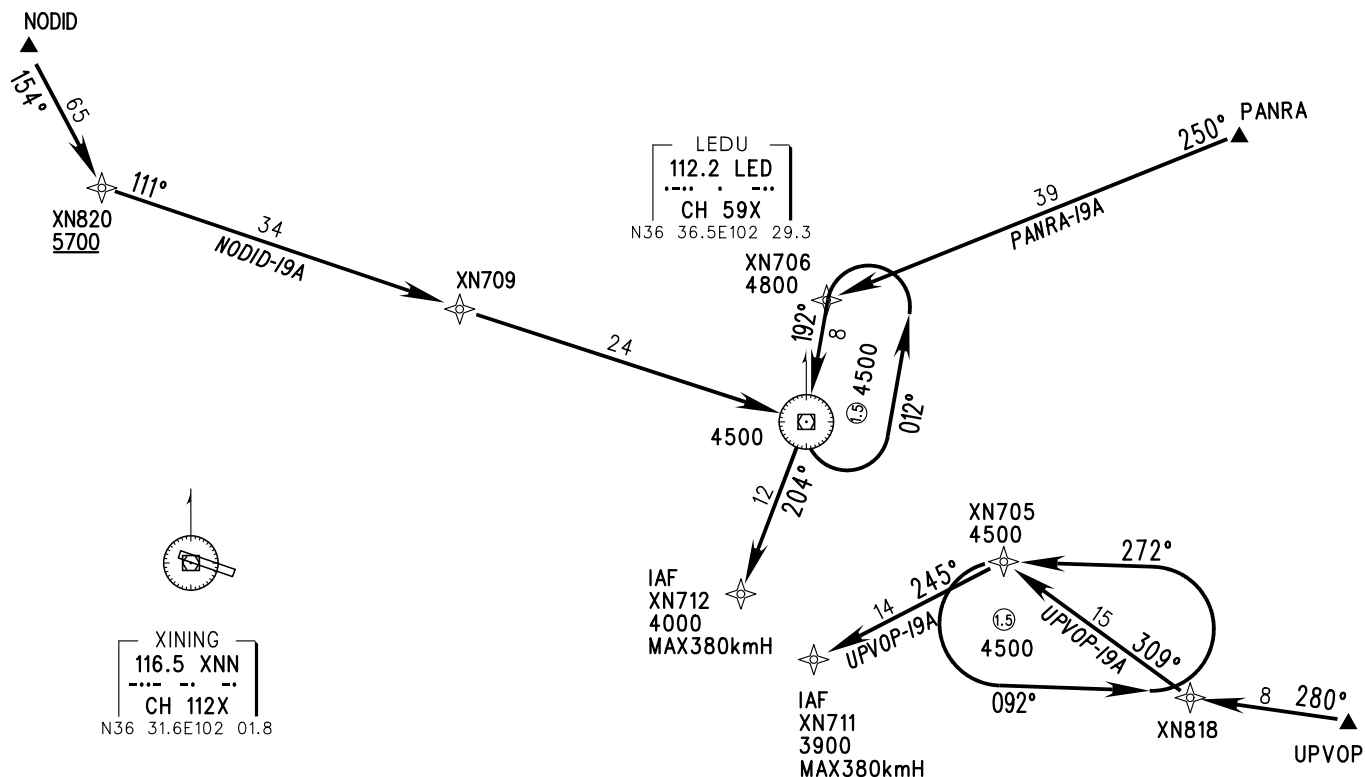 NODID
154°
65
XN820
5700
111°
34
NODID-19A
XN709
24
LEDU
112.2 LED
·-·· · -··
CH 59X
N36 36.5E102 29.3
XN706
4800
PANRA
250°
39
PANRA-19A
192°
8
1.5 4500
012°
4500
12
204°
IAF
XN712
4000
MAX380kmH
XINING
116.5 XNN
-··- -· -·
CH 112X
N36 31.6E102 01.8
XN705
4500
272°
245°
14
UPVOP-19A
1.5
4500
15
UPVOP-19A
309°
092°
IAF
XN711
3900
MAX380kmH
XN818
8
280°
UPVOP